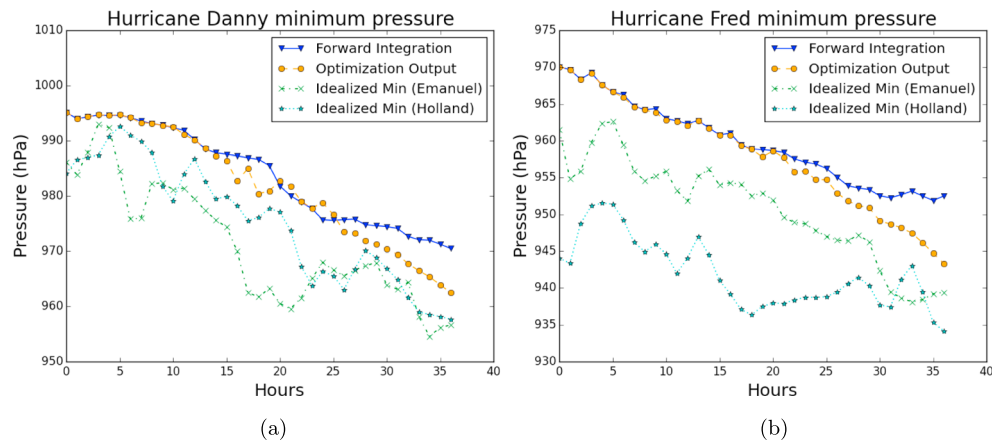 Hurricane Danny minimum pressure
1010
1000
990
980
970
960
950
0 5 10 15 20 25 30 35 40
Pressure (hPa)
Hours
Forward Integration
Optimization Output
Idealized Min (Emanuel)
Idealized Min (Holland)
(a)
Hurricane Fred minimum pressure
975
970
965
960
955
950
945
940
935
930
0 5 10 15 20 25 30 35 40
Pressure (hPa)
Hours
Forward Integration
Optimization Output
Idealized Min (Emanuel)
Idealized Min (Holland)
(b)